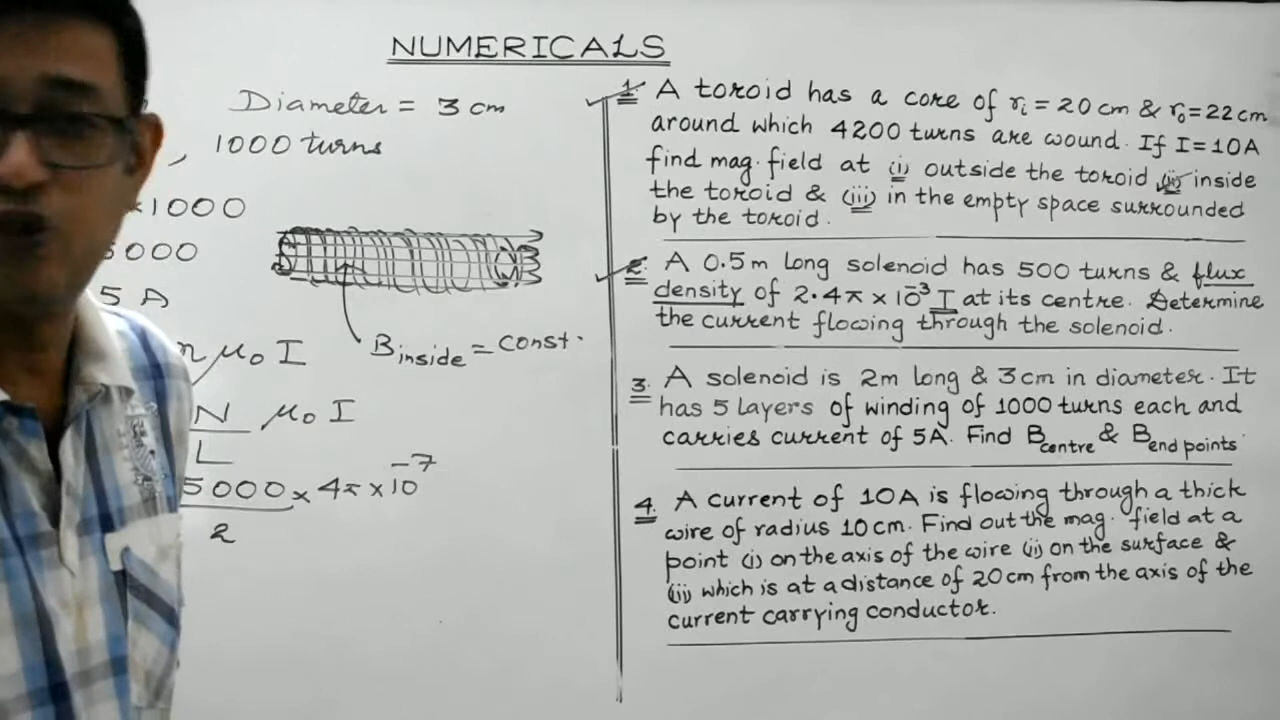 NUMERICALS
Diameter = 3 cm
, 1000 turns
×1000
5000
5 A
n μ₀ I
N μ₀ I
L
5000 × 4π × 10⁻⁷
2
B inside = const.
1. A toroid has a core of rᵢ = 20 cm & r₀ = 22 cm
around which 4200 turns are wound. If I = 10A
find mag. field at (i) outside the toroid (ii) inside
the toroid & (iii) in the empty space surrounded
by the toroid.
2. A 0.5 m long solenoid has 500 turns & flux
density of 2.4π × 10⁻³ T at its centre. Determine
the current flowing through the solenoid.
3. A solenoid is 2m long & 3 cm in diameter. It
has 5 layers of winding of 1000 turns each and
carries current of 5A. Find B centre & B end points.
4. A current of 10A is flowing through a thick
wire of radius 10 cm. Find out the mag. field at a
point (i) on the axis of the wire (ii) on the surface &
(iii) which is at a distance of 20 cm from the axis of the
current carrying conductor.